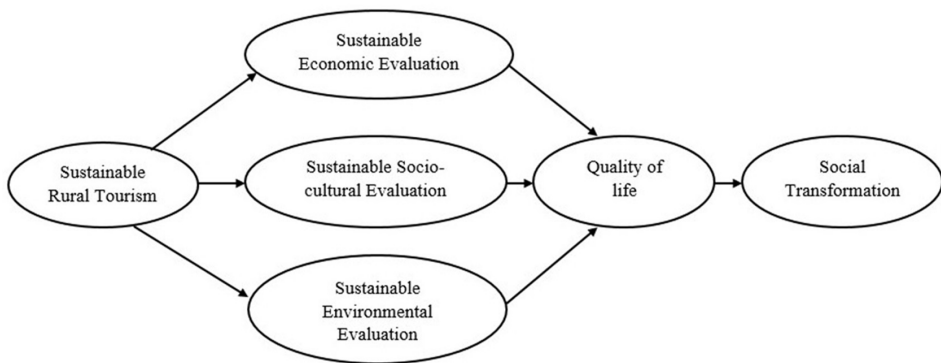 Sustainable
Economic Evaluation
Sustainable
Rural Tourism
Sustainable Socio-
cultural Evaluation
Quality of
life
Social
Transformation
Sustainable
Environmental
Evaluation